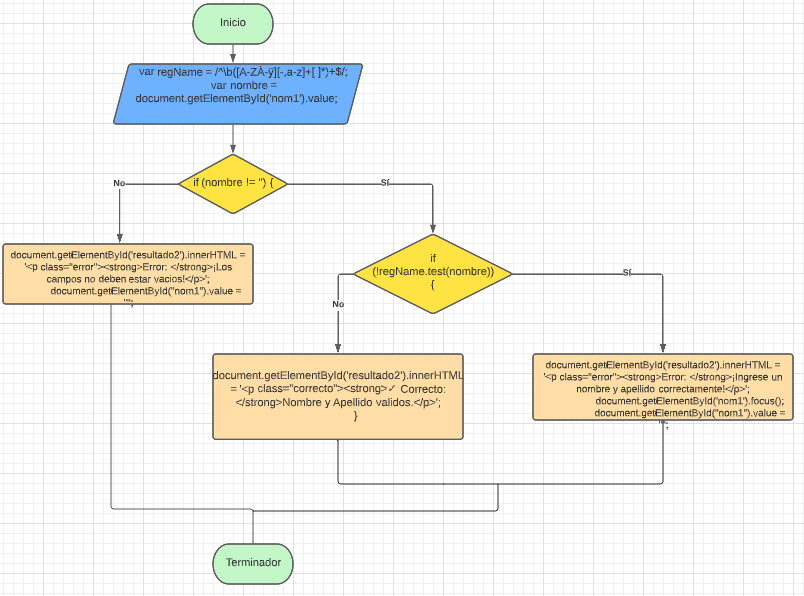 Inicio
var regName = /^\b([A-ZÀ-ÿ][-,a-z]+[ ]*)+$/;
var nombre =
document.getElementById('nom1').value;
if (nombre != '') {
No
Sí
document.getElementById('resultado2').innerHTML =
'<p class="error"><strong>Error: </strong>¡Los
campos no deben estar vacios!</p>';
document.getElementById("nom1").value =
"";
if
(!regName.test(nombre))
{
No
Sí
document.getElementById('resultado2').innerHTML
= '<p class="correcto"><strong>✓ Correcto:
</strong>Nombre y Apellido validos.</p>';
}
document.getElementById('resultado2').innerHTML =
'<p class="error"><strong>Error: </strong>¡Ingrese un
nombre y apellido correctamente!</p>';
document.getElementById('nom1').focus();
document.getElementById("nom1").value =
"";
Terminador